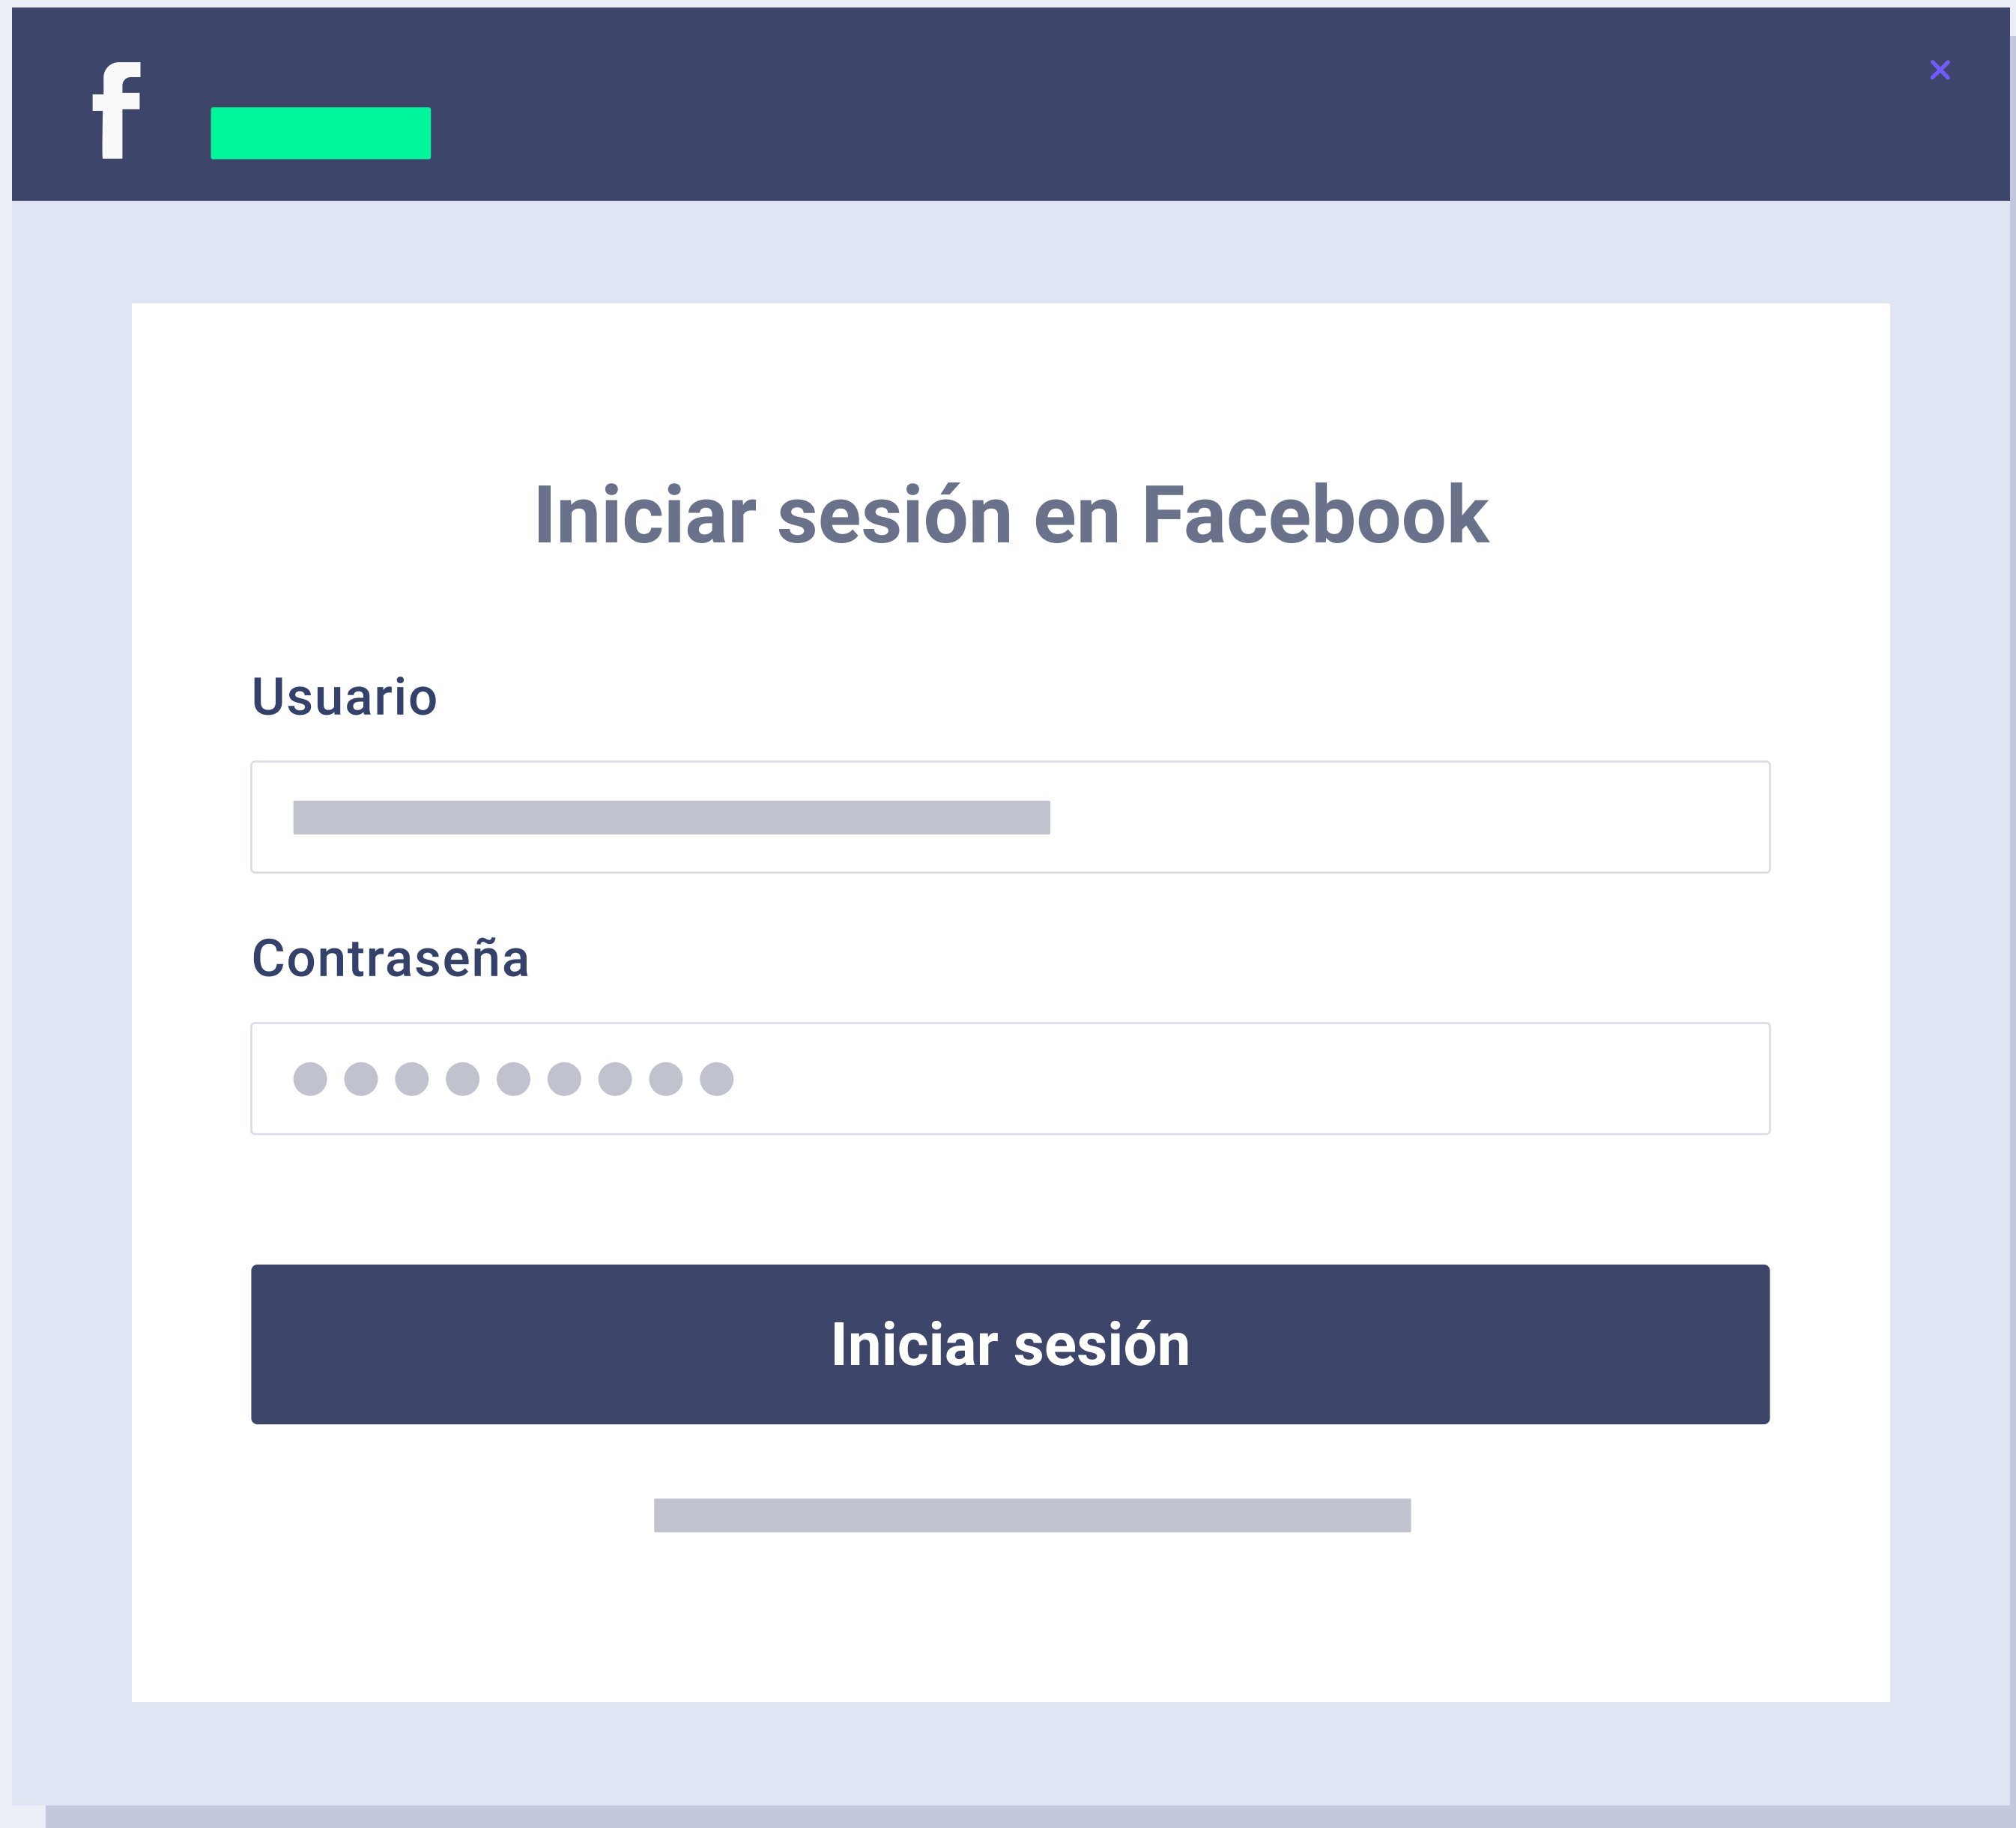 f
Iniciar sesión en Facebook
Usuario
Contraseña
Iniciar sesión